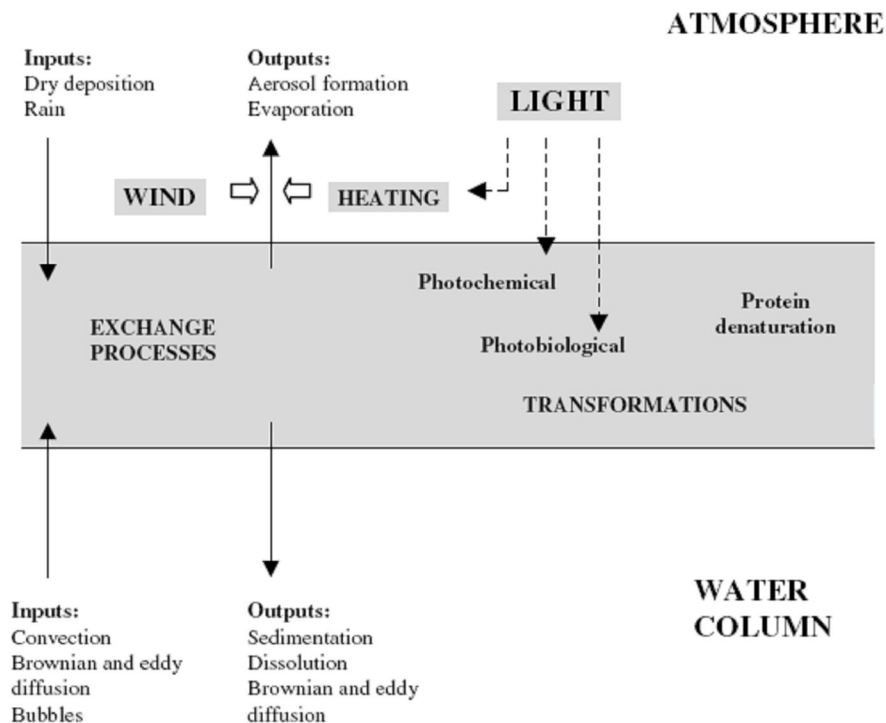 ATMOSPHERE
Inputs:
Dry deposition
Rain
Outputs:
Aerosol formation
Evaporation
LIGHT
WIND
HEATING
Photochemical
Protein
denaturation
EXCHANGE
PROCESSES
Photobiological
TRANSFORMATIONS
Inputs:
Convection
Brownian and eddy
diffusion
Bubbles
Outputs:
Sedimentation
Dissolution
Brownian and eddy
diffusion
WATER
COLUMN